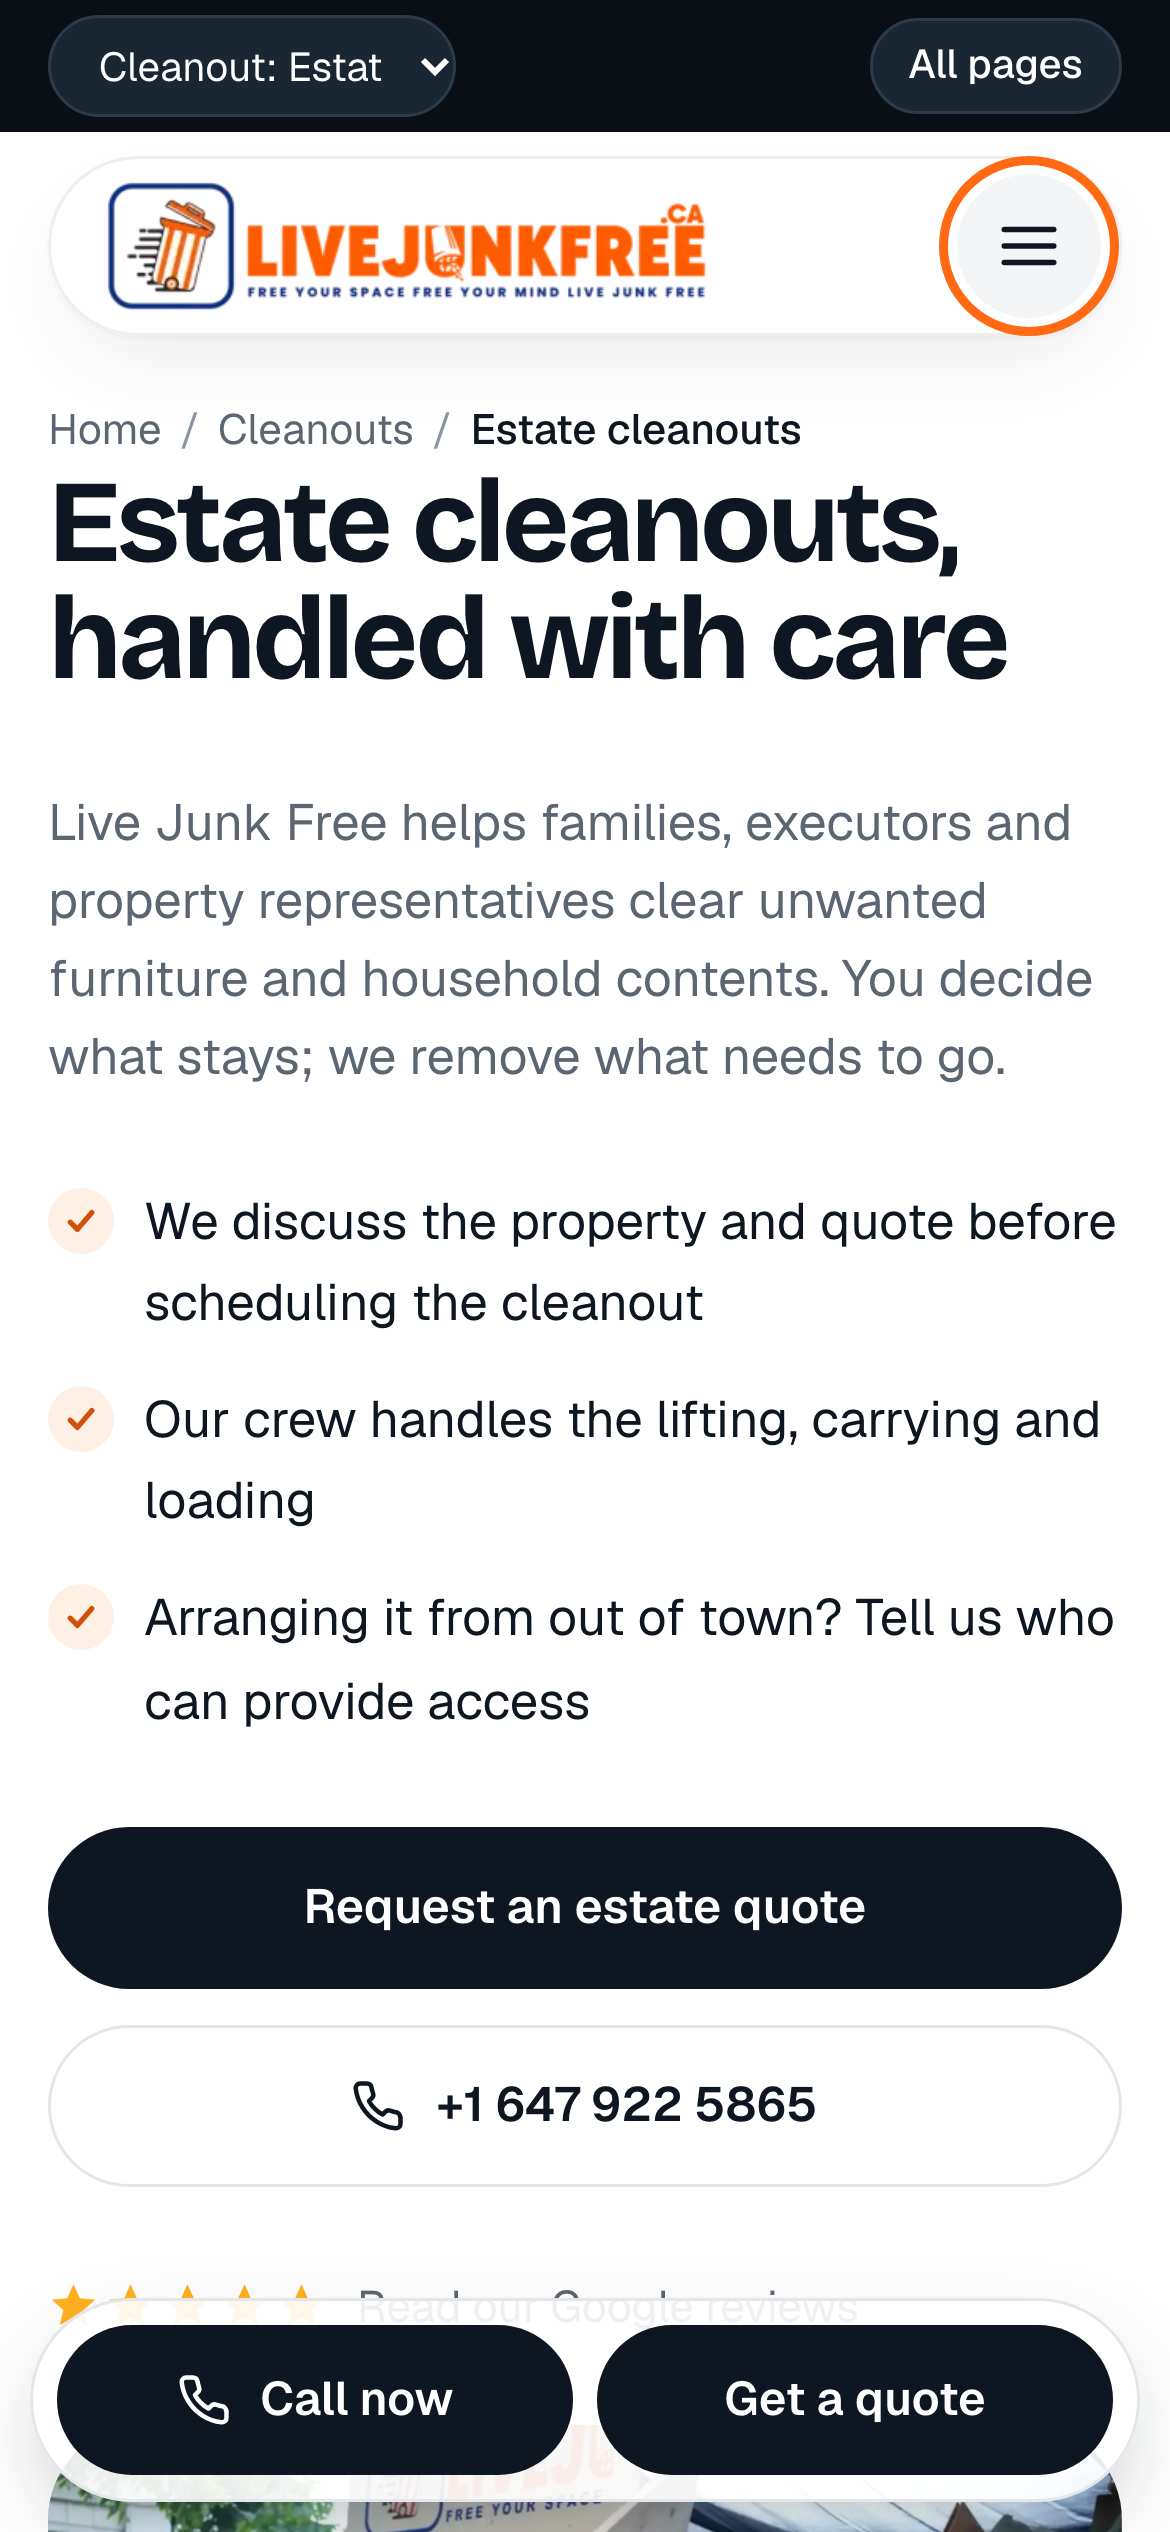 Cleanout: Estat
All pages
.CA
LIVEJUNKFREE
FREE YOUR SPACE FREE YOUR MIND LIVE JUNK FREE
Home / Cleanouts / Estate cleanouts
Estate cleanouts,
handled with care
Live Junk Free helps families, executors and
property representatives clear unwanted
furniture and household contents. You decide
what stays; we remove what needs to go.
We discuss the property and quote before
scheduling the cleanout
Our crew handles the lifting, carrying and
loading
Arranging it from out of town? Tell us who
can provide access
Request an estate quote
+1 647 922 5865
Read our Google reviews
Call now
Get a quote
LIVEJU
FREE YOUR SPACE